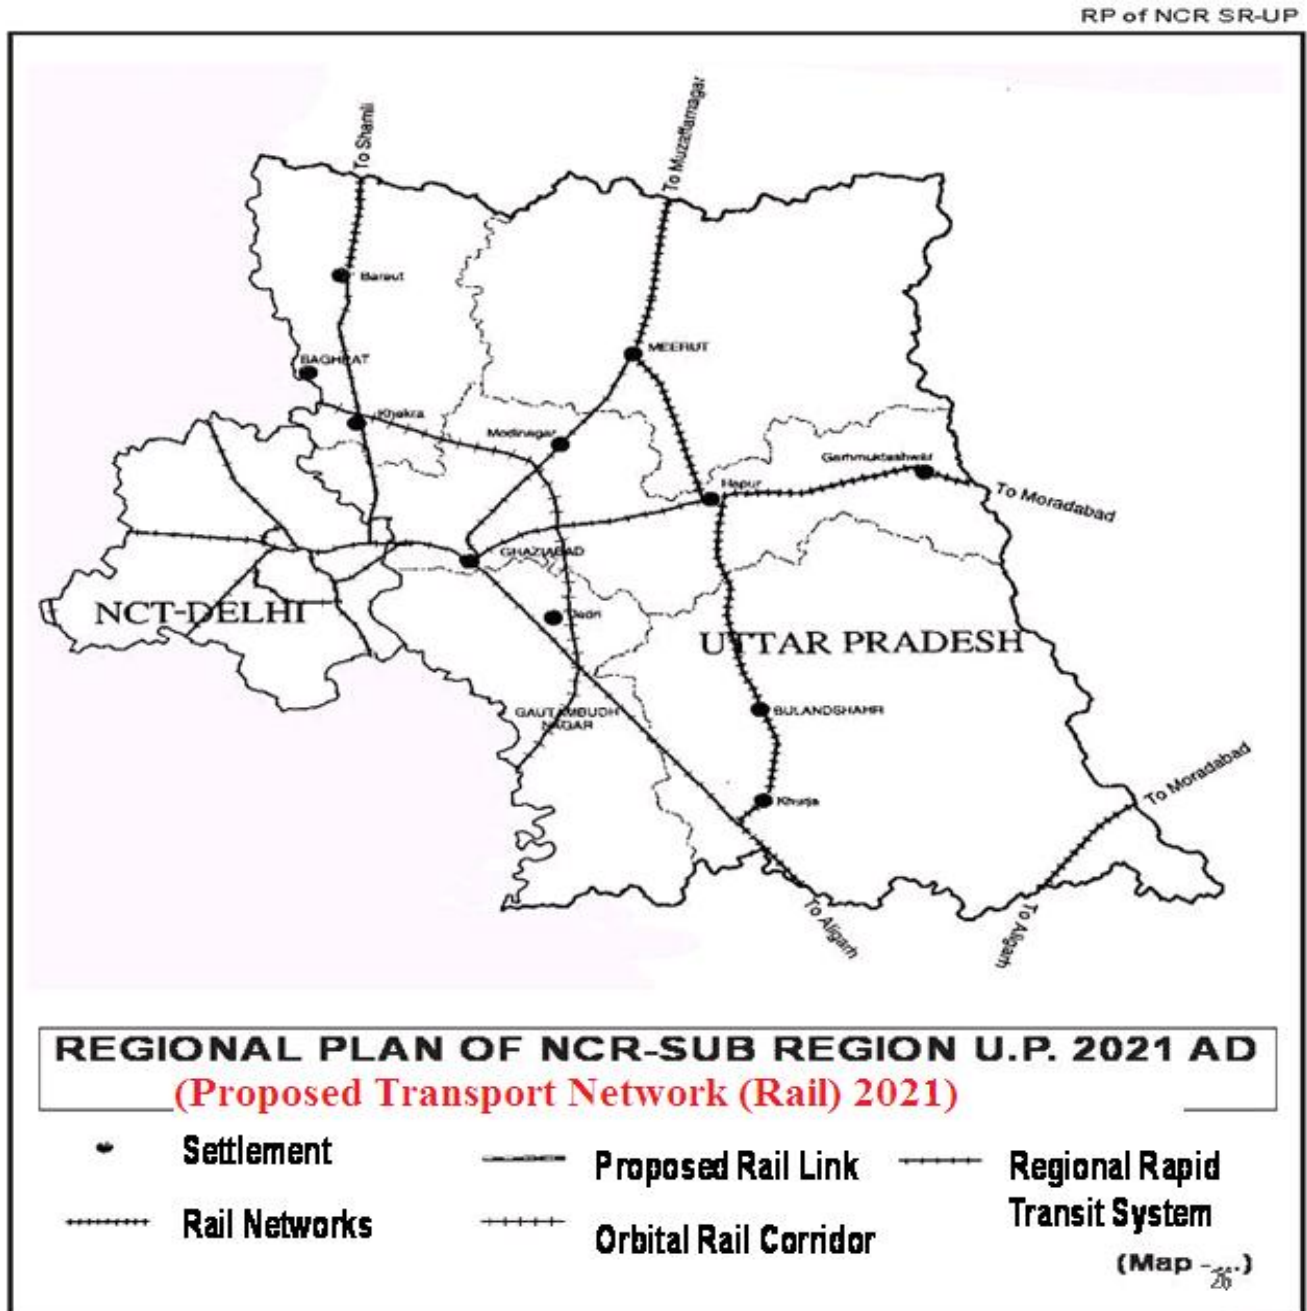 RP of NCR SR-UP
To Shamli
To Muzaffarnagar
Baraut
MEERUT
BAGHPAT
Khekra
Modinagar
Garhmukteshwar
Hapur
To Moradabad
GHAZIABAD
NCT-DELHI
Dadri
UTTAR PRADESH
GAUTAMBUDH
NAGAR
BULANDSHAHR
To Moradabad
Khurja
To Aligarh
To Aligarh
REGIONAL PLAN OF NCR-SUB REGION U.P. 2021 AD
(Proposed Transport Network (Rail) 2021)
Settlement
Proposed Rail Link
Regional Rapid
Transit System
Rail Networks
Orbital Rail Corridor
(Map - 26.)